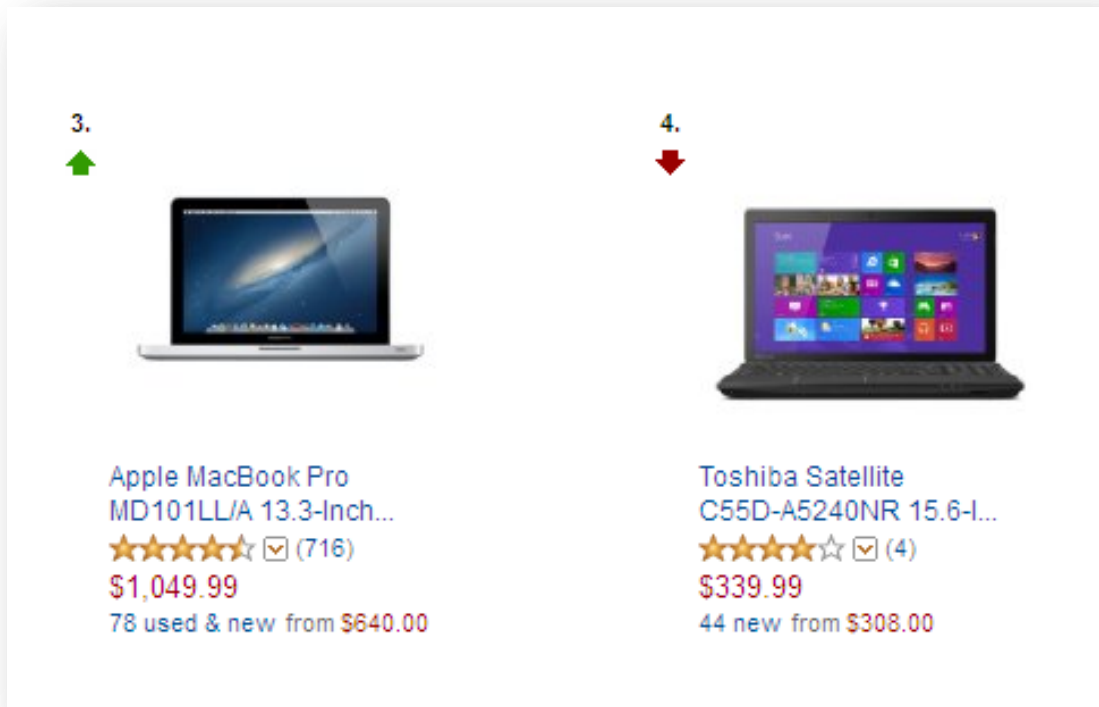 3.
Apple MacBook Pro
MD101LL/A 13.3-Inch...
(716)
$1,049.99
78 used & new from $640.00
4.
Start
Toshiba Satellite
C55D-A5240NR 15.6-I...
(4)
$339.99
44 new from $308.00